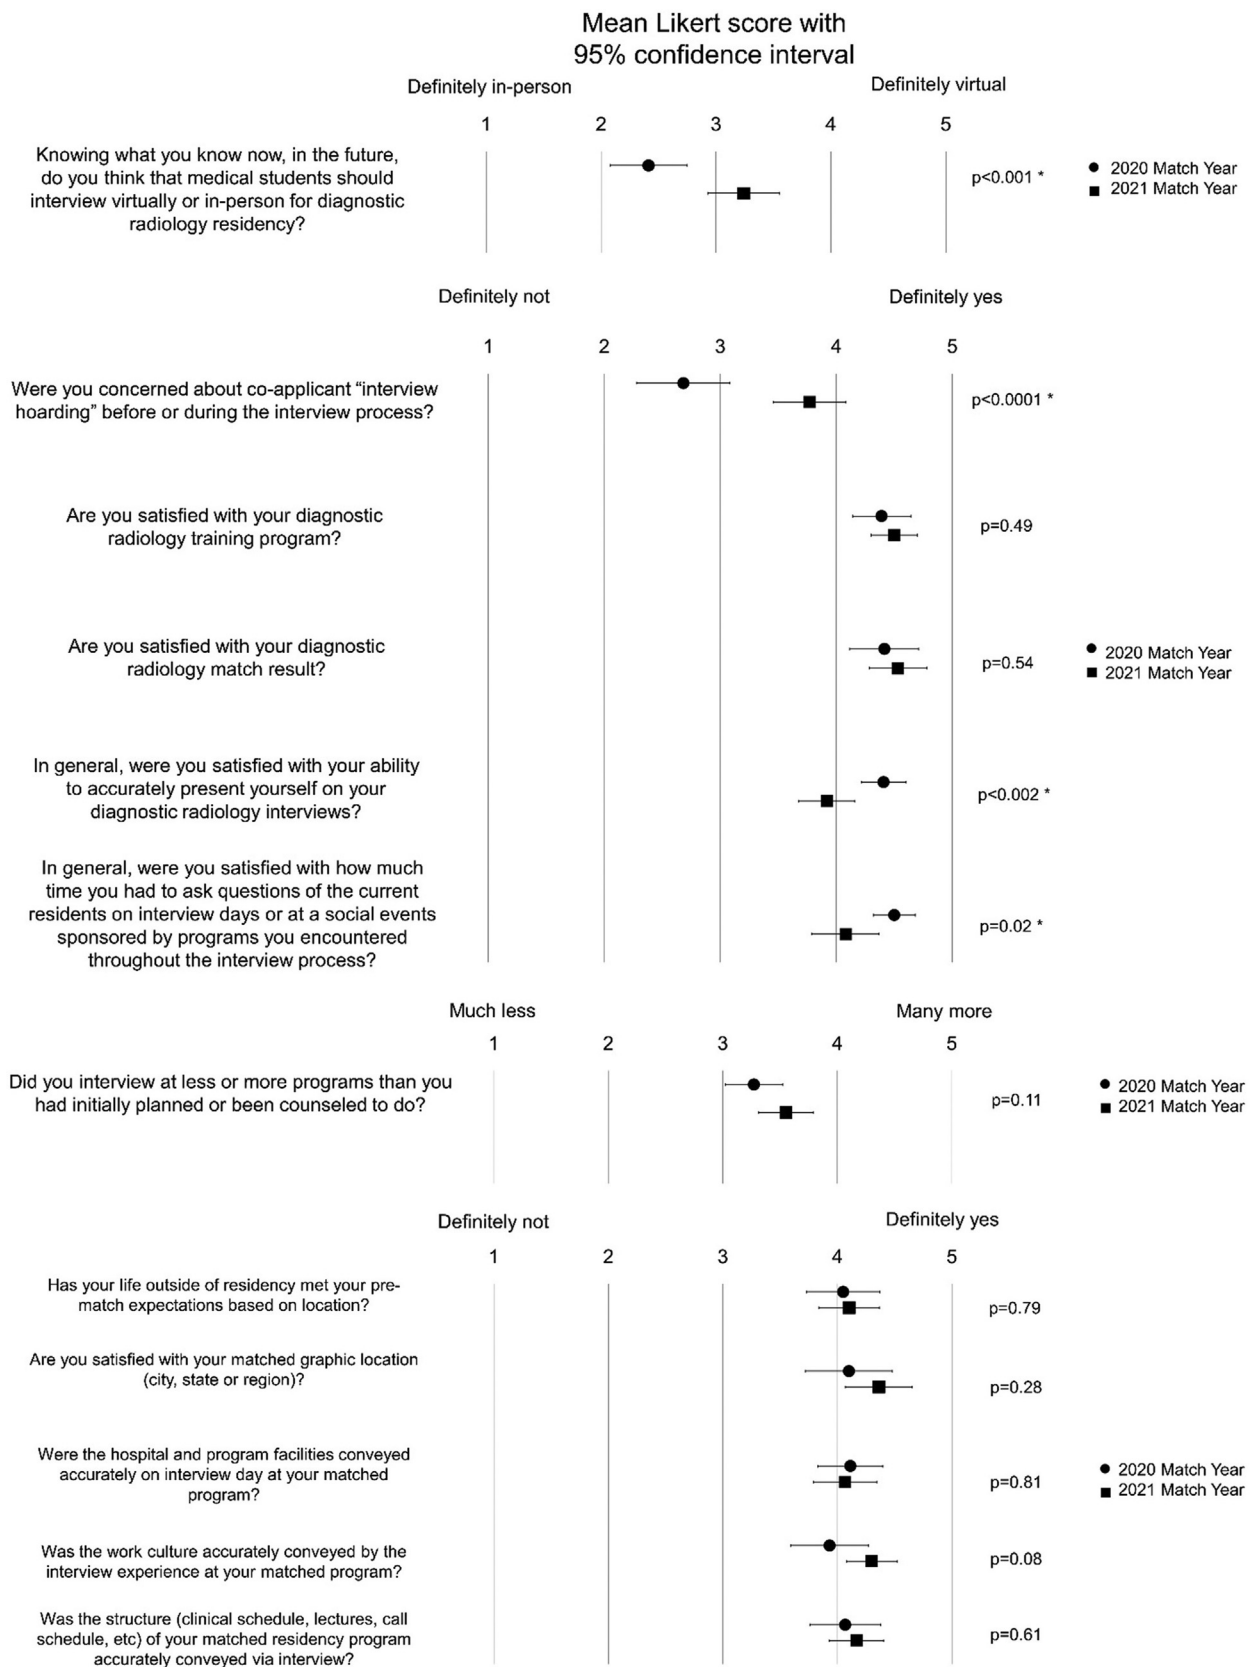 Mean Likert score with
95% confidence interval
Definitely in-person
Definitely virtual
1 2 3 4 5
Knowing what you know now, in the future,
do you think that medical students should
interview virtually or in-person for diagnostic
radiology residency?
p<0.001 *
2020 Match Year
2021 Match Year
Definitely not
Definitely yes
1 2 3 4 5
Were you concerned about co-applicant “interview
hoarding” before or during the interview process?
p<0.0001 *
Are you satisfied with your diagnostic
radiology training program?
p=0.49
Are you satisfied with your diagnostic
radiology match result?
p=0.54
2020 Match Year
2021 Match Year
In general, were you satisfied with your ability
to accurately present yourself on your
diagnostic radiology interviews?
p<0.002 *
In general, were you satisfied with how much
time you had to ask questions of the current
residents on interview days or at a social events
sponsored by programs you encountered
throughout the interview process?
p=0.02 *
Much less
Many more
1 2 3 4 5
Did you interview at less or more programs than you
had initially planned or been counseled to do?
p=0.11
2020 Match Year
2021 Match Year
Definitely not
Definitely yes
1 2 3 4 5
Has your life outside of residency met your pre-
match expectations based on location?
p=0.79
Are you satisfied with your matched graphic location
(city, state or region)?
p=0.28
Were the hospital and program facilities conveyed
accurately on interview day at your matched
program?
p=0.81
2020 Match Year
2021 Match Year
Was the work culture accurately conveyed by the
interview experience at your matched program?
p=0.08
Was the structure (clinical schedule, lectures, call
schedule, etc) of your matched residency program
accurately conveyed via interview?
p=0.61